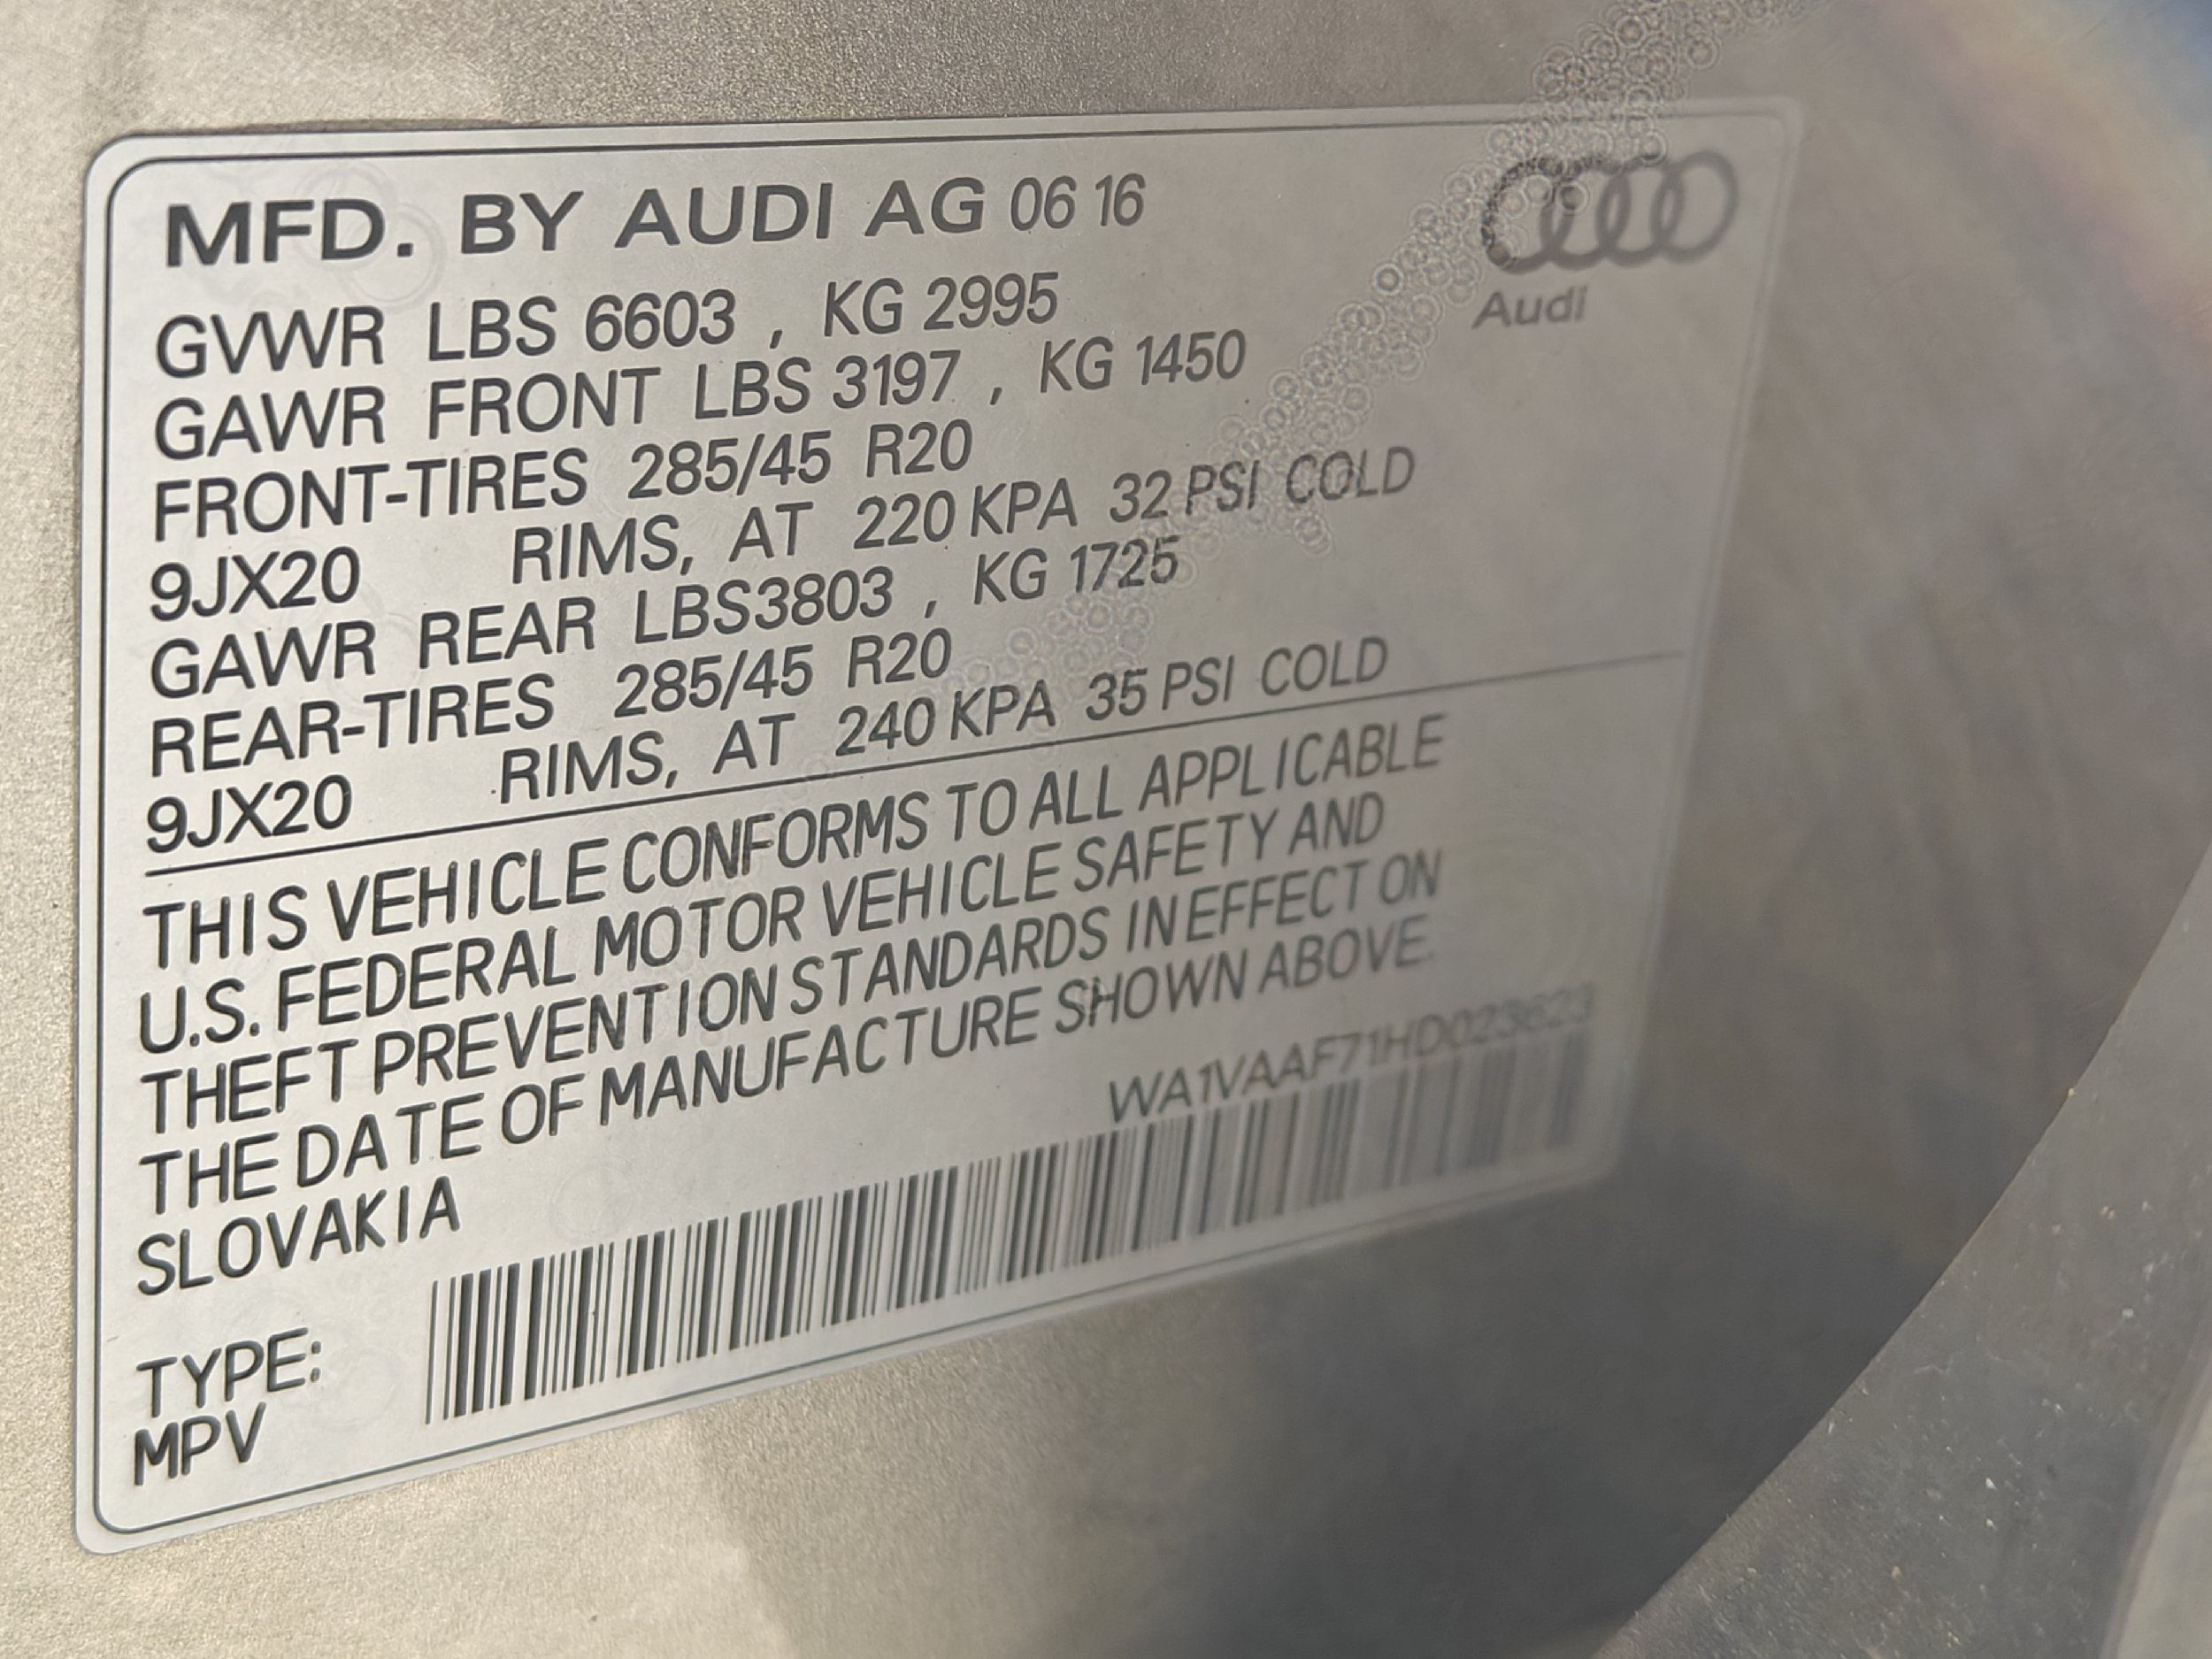 MFD. BY AUDI AG 06 16
Audi
GVWR LBS 6603 , KG 2995
GAWR FRONT LBS 3197 , KG 1450
FRONT-TIRES 285/45 R20
9JX20 RIMS, AT 220 KPA 32 PSI COLD
GAWR REAR LBS3803 , KG 1725
REAR-TIRES 285/45 R20
9JX20 RIMS, AT 240 KPA 35 PSI COLD
THIS VEHICLE CONFORMS TO ALL APPLICABLE
U.S. FEDERAL MOTOR VEHICLE SAFETY AND
THEFT PREVENTION STANDARDS IN EFFECT ON
THE DATE OF MANUFACTURE SHOWN ABOVE.
SLOVAKIA
WA1VAAF71HD023623
TYPE:
MPV